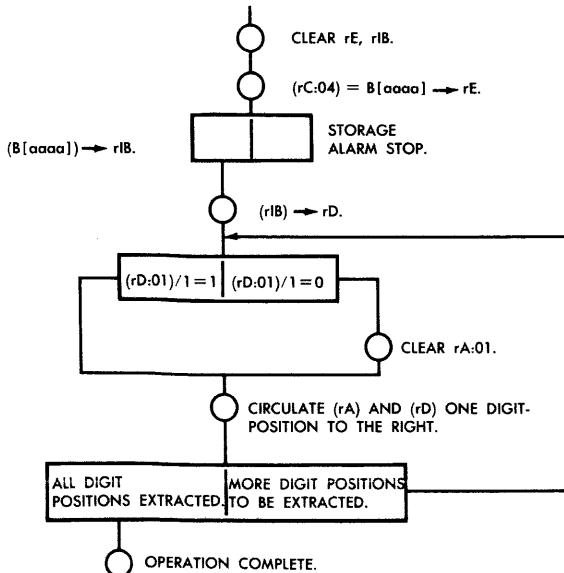 CLEAR rE, rIB.
(rC:04) = B[aaaa] → rE.
STORAGE
ALARM STOP.
(B[aaaa]) → rIB.
(rIB) → rD.
(rD:01)/1 = 1
(rD:01)/1 = 0
CLEAR rA:01.
CIRCULATE (rA) AND (rD) ONE DIGIT-
POSITION TO THE RIGHT.
ALL DIGIT
POSITIONS EXTRACTED.
MORE DIGIT POSITIONS
TO BE EXTRACTED.
OPERATION COMPLETE.